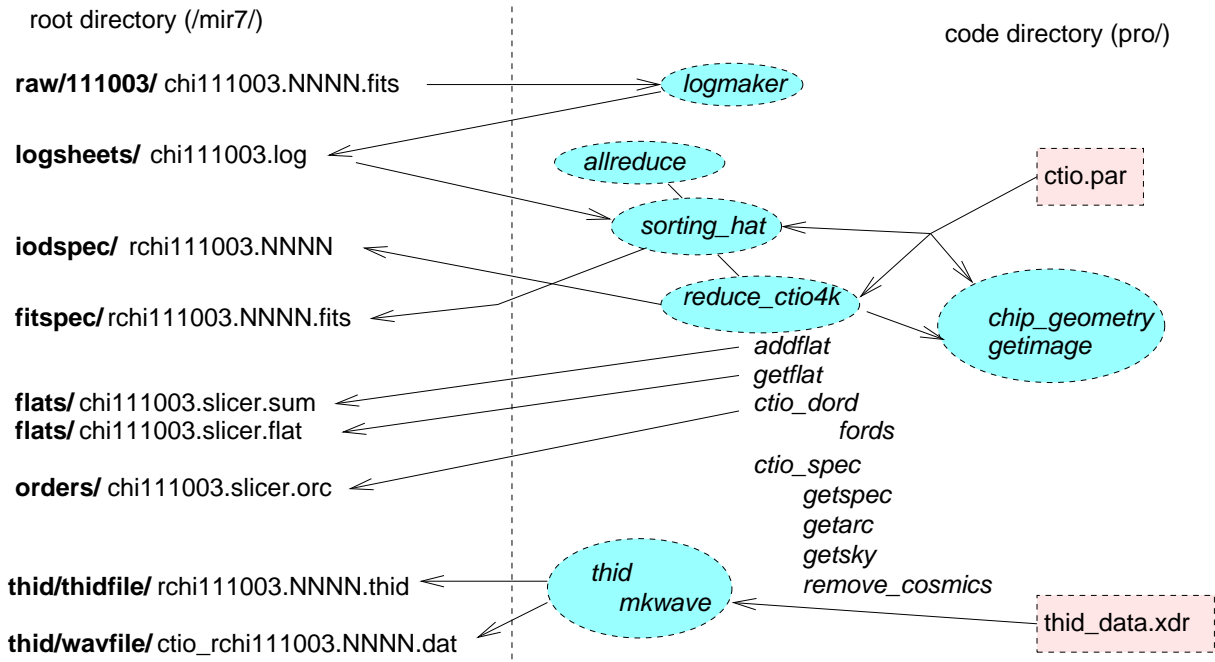 root directory (/mir7/)
code directory (pro/)
raw/111003/ chi111003.NNNN.fits
logmaker
logsheets/ chi111003.log
allreduce
ctio.par
sorting_hat
iodspec/ rchi111003.NNNN
reduce_ctio4k
fitspec/ rchi111003.NNNN.fits
chip_geometry
getimage
addflat
getflat
flats/ chi111003.slicer.sum
ctio_dord
flats/ chi111003.slicer.flat
fords
ctio_spec
orders/ chi111003.slicer.orc
getspec
getarc
getsky
thid
remove_cosmics
thid/thidfile/ rchi111003.NNNN.thid
mkwave
thid_data.xdr
thid/wavfile/ ctio_rchi111003.NNNN.dat